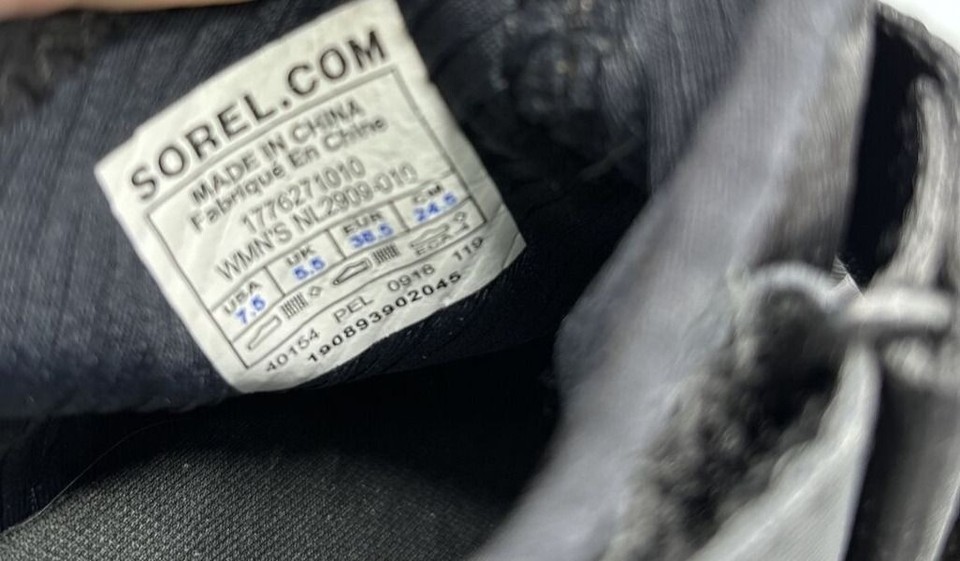 SOREL.COM
MADE IN CHINA
Fabriqué En Chine
1776271010
WMN'S NL2909-010
USA UK EUR CM
7.5 5.5 38.5 24.5
40154 PEL 0918 119
190893902045